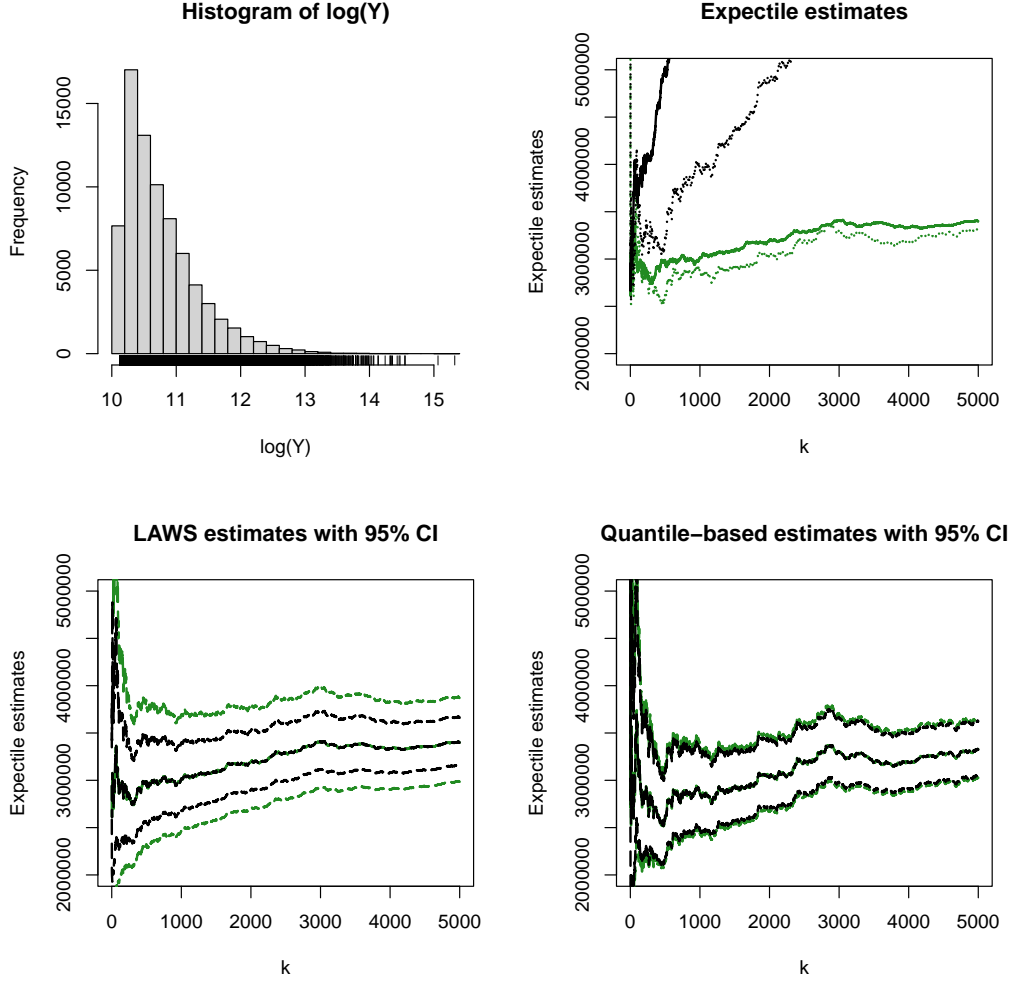 Histogram of log(Y)
Frequency
0
5000
10000
15000
10 11 12 13 14 15
log(Y)
Expectile estimates
Expectile estimates
2000000
3000000
4000000
5000000
0 1000 2000 3000 4000 5000
k
LAWS estimates with 95% CI
Expectile estimates
2000000
3000000
4000000
5000000
0 1000 2000 3000 4000 5000
k
Quantile−based estimates with 95% CI
Expectile estimates
2000000
3000000
4000000
5000000
0 1000 2000 3000 4000 5000
k